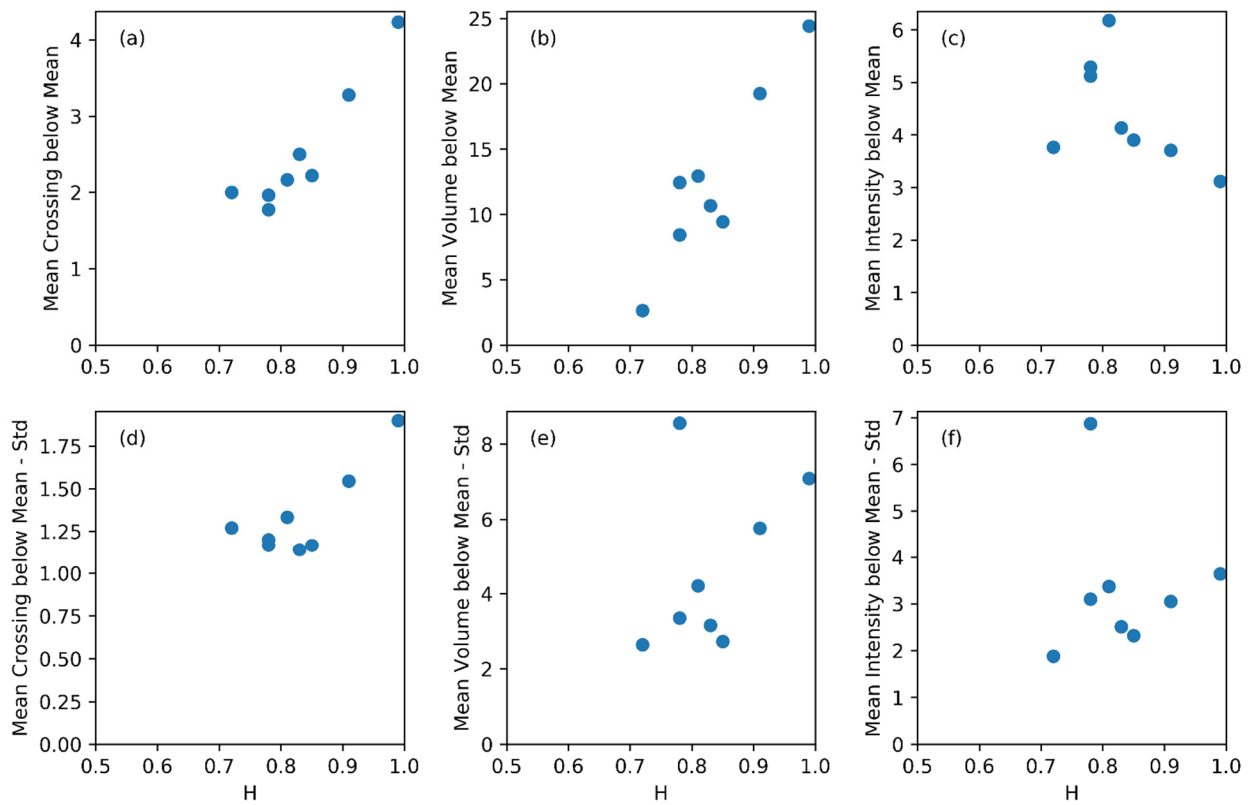 (a)
Mean Crossing below Mean
4
3
2
1
0
0.5 0.6 0.7 0.8 0.9 1.0
(b)
Mean Volume below Mean
25
20
15
10
5
0
0.5 0.6 0.7 0.8 0.9 1.0
(c)
Mean Intensity below Mean
6
5
4
3
2
1
0
0.5 0.6 0.7 0.8 0.9 1.0
(d)
Mean Crossing below Mean - Std
1.75
1.50
1.25
1.00
0.75
0.50
0.25
0.00
0.5 0.6 0.7 0.8 0.9 1.0
H
(e)
Mean Volume below Mean - Std
8
6
4
2
0
0.5 0.6 0.7 0.8 0.9 1.0
H
(f)
Mean Intensity below Mean - Std
7
6
5
4
3
2
1
0
0.5 0.6 0.7 0.8 0.9 1.0
H